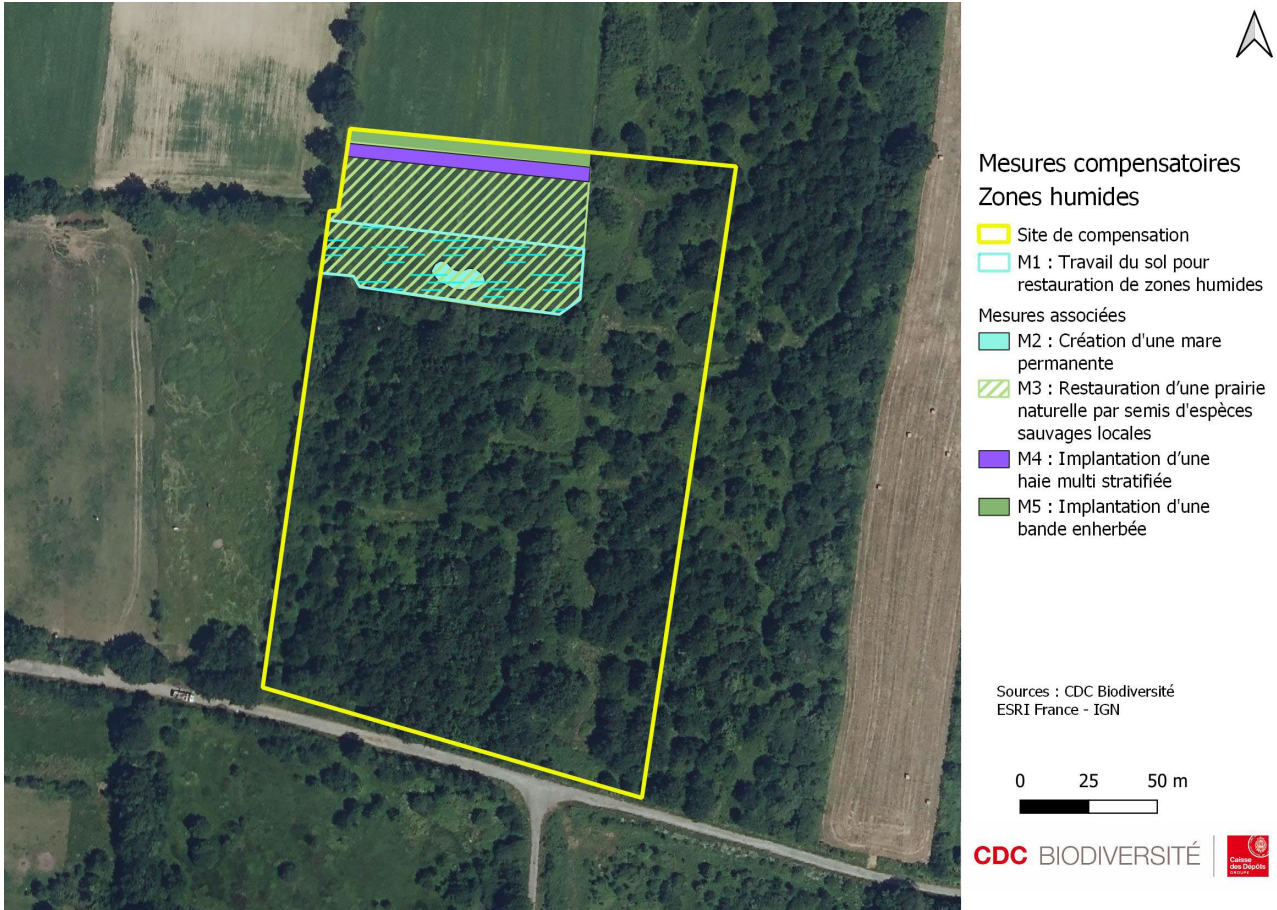 Mesures compensatoires
Zones humides
Site de compensation
M1 : Travail du sol pour
restauration de zones humides
Mesures associées
M2 : Création d'une mare
permanente
M3 : Restauration d’une prairie
naturelle par semis d'espèces
sauvages locales
M4 : Implantation d’une
haie multi stratifiée
M5 : Implantation d'une
bande enherbée
Sources : CDC Biodiversité
ESRI France - IGN
0 25 50 m
CDC BIODIVERSITÉ
Caisse
des Dépôts
GROUPE